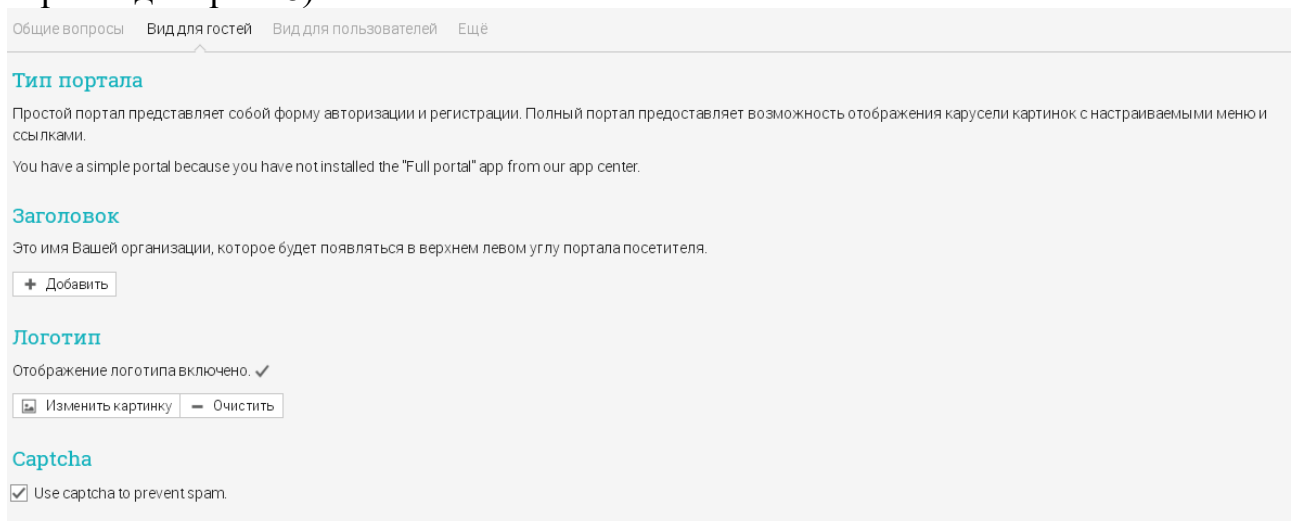 Общие вопросы Вид для гостей Вид для пользователей Ещё
Тип портала
Простой портал представляет собой форму авторизации и регистрации. Полный портал предоставляет возможность отображения карусели картинок с настраиваемыми меню и
ссылками.
You have a simple portal because you have not installed the "Full portal" app from our app center.
Заголовок
Это имя Вашей организации, которое будет появляться в верхнем левом углу портала посетителя.
Добавить
Логотип
Отображение логотипа включено.
Изменить картинку Очистить
Captcha
Use captcha to prevent spam.